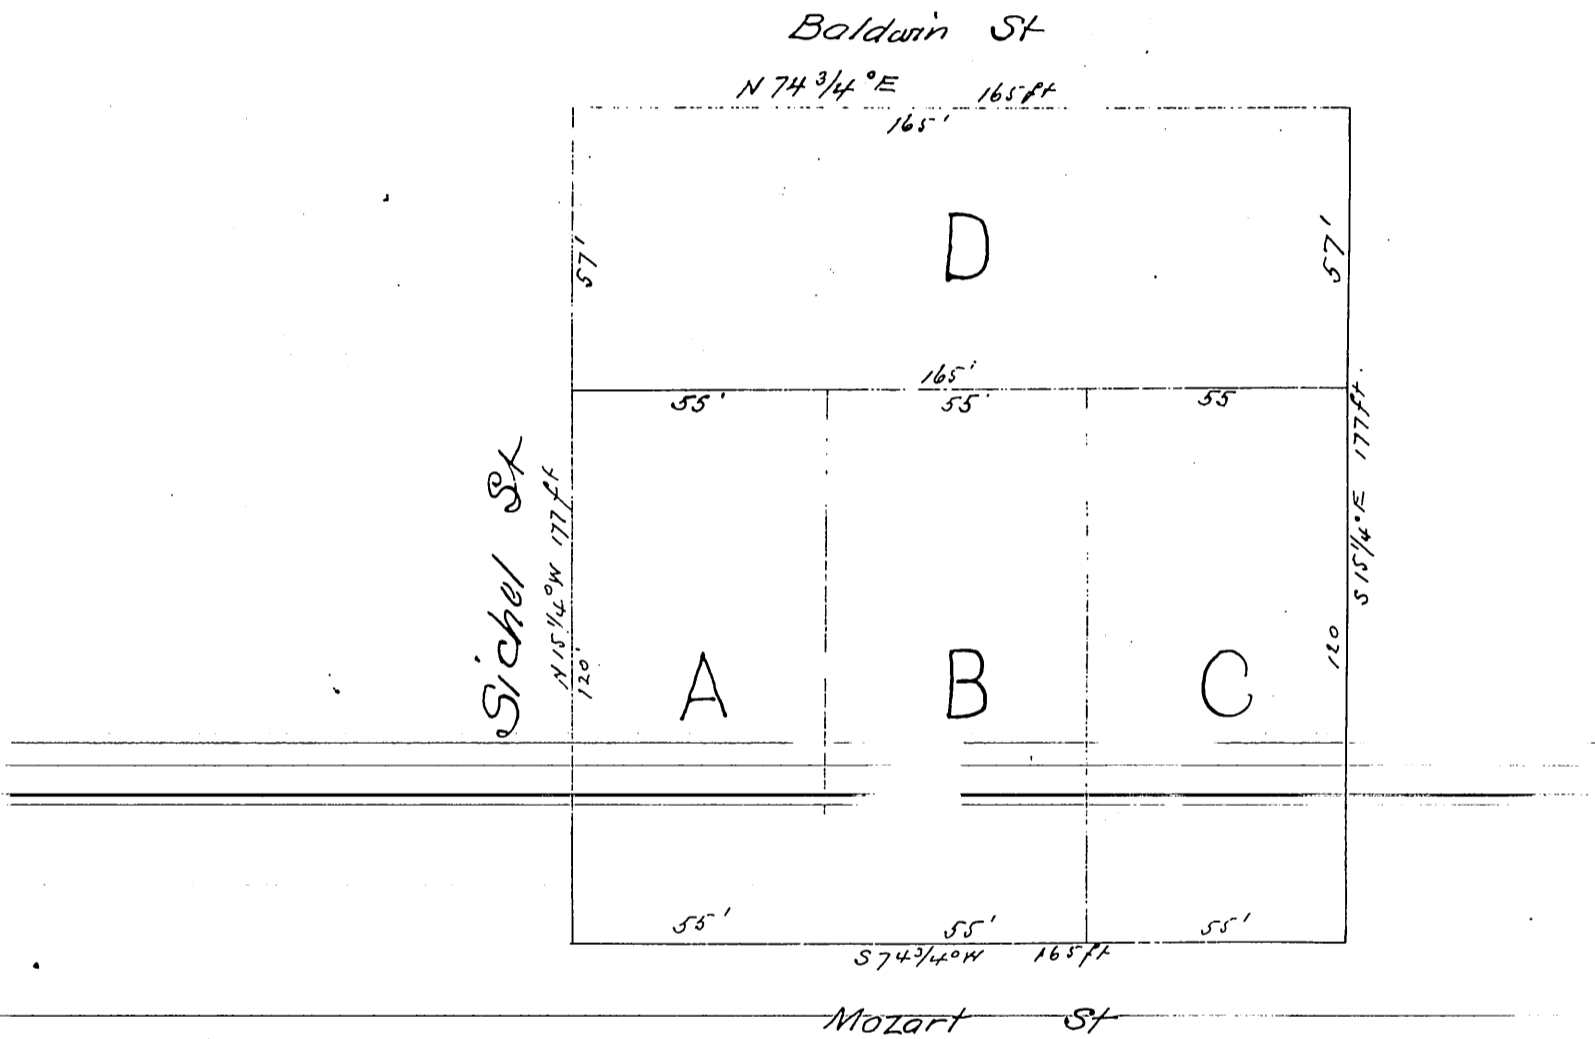 Baldwin St
N 74 3/4 °E 165 ft
165'
57'
D
57'
165'
55' 55' 55
Sichel St
N 15 1/4 °W 177 ft
120'
A
B
C
120
S 15 1/4 °E 177 ft.
55' 55' 55'
S 74 3/4 °W 165 ft
Mozart St